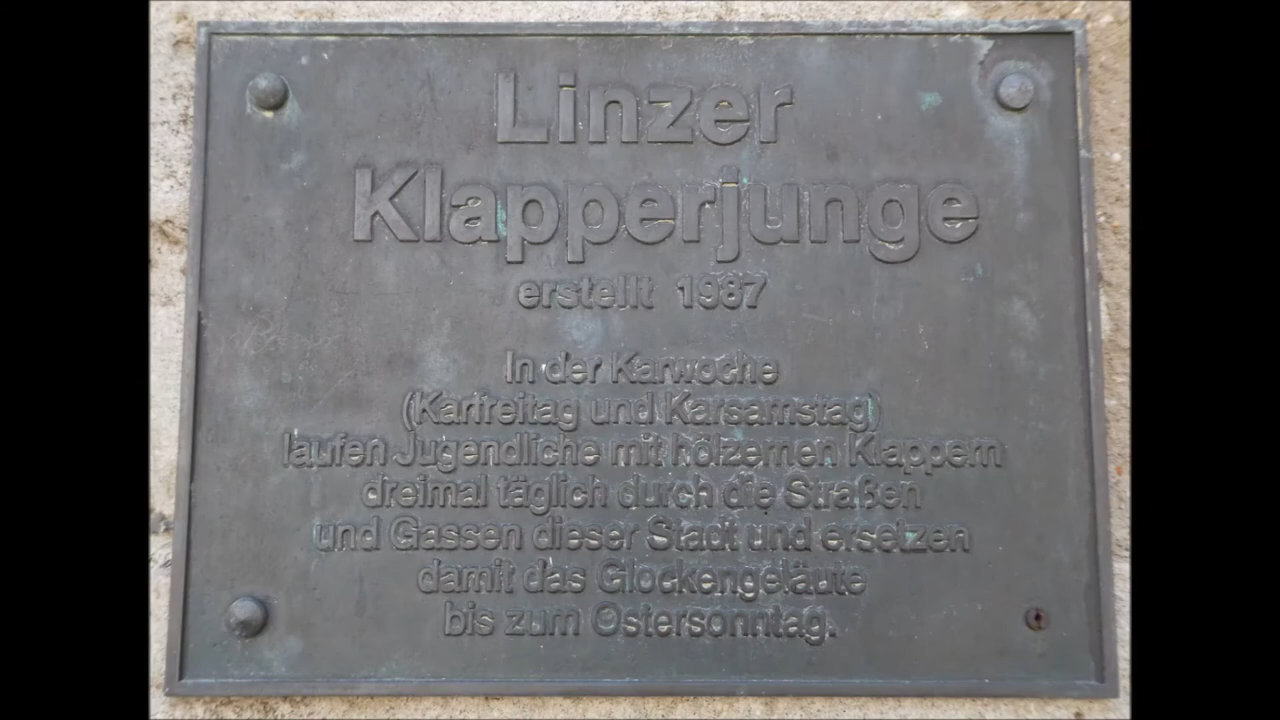 Linzer
Klapperjunge
erstellt 1987
In der Karwoche
(Karfreitag und Karsamstag)
laufen Jugendliche mit hölzernen Klappern
dreimal täglich durch die Straßen
und Gassen dieser Stadt und ersetzen
damit das Glockengeläute
bis zum Ostersonntag.